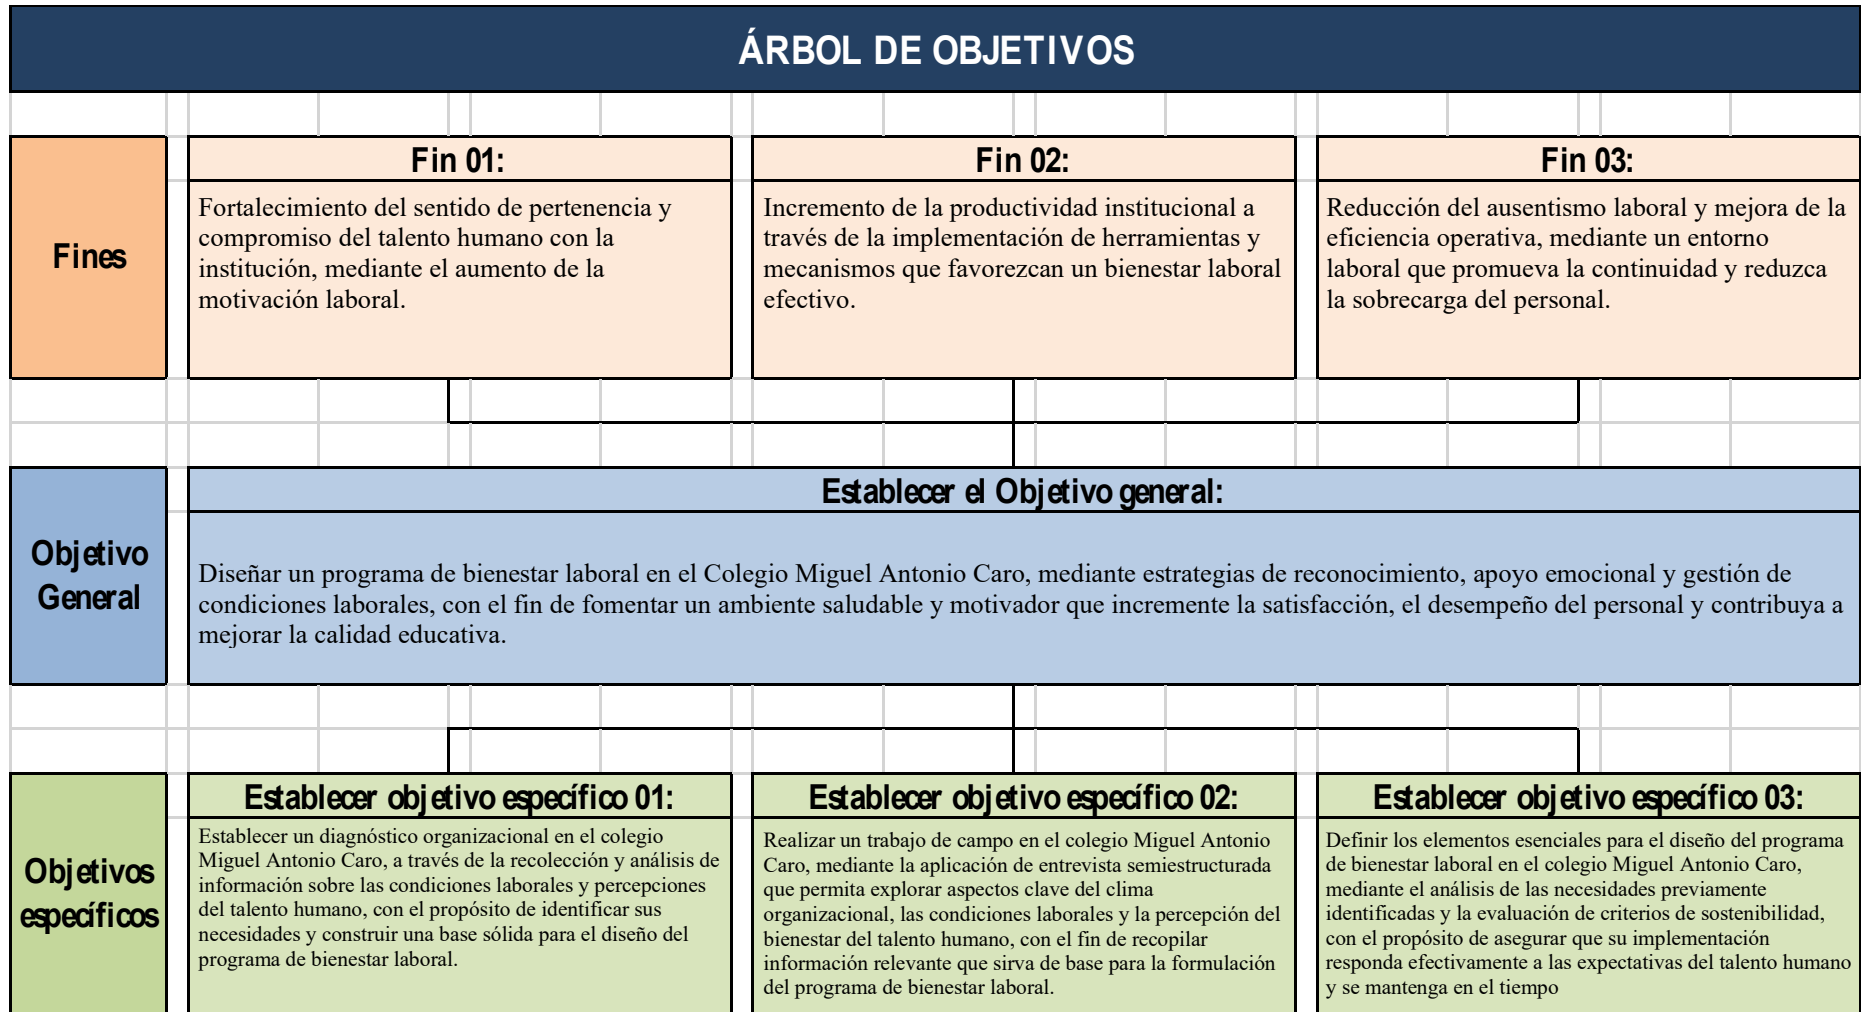 ÁRBOL DE OBJETIVOS
Fines
Fin 01:
Fortalecimiento del sentido de pertenencia y
compromiso del talento humano con la
institución, mediante el aumento de la
motivación laboral.
Fin 02:
Incremento de la productividad institucional a
través de la implementación de herramientas y
mecanismos que favorezcan un bienestar laboral
efectivo.
Fin 03:
Reducción del ausentismo laboral y mejora de la
eficiencia operativa, mediante un entorno
laboral que promueva la continuidad y reduzca
la sobrecarga del personal.
Objetivo
General
Establecer el Objetivo general:
Diseñar un programa de bienestar laboral en el Colegio Miguel Antonio Caro, mediante estrategias de reconocimiento, apoyo emocional y gestión de
condiciones laborales, con el fin de fomentar un ambiente saludable y motivador que incremente la satisfacción, el desempeño del personal y contribuya a
mejorar la calidad educativa.
Objetivos
específicos
Establecer objetivo específico 01:
Establecer un diagnóstico organizacional en el colegio
Miguel Antonio Caro, a través de la recolección y análisis de
información sobre las condiciones laborales y percepciones
del talento humano, con el propósito de identificar sus
necesidades y construir una base sólida para el diseño del
programa de bienestar laboral.
Establecer objetivo específico 02:
Realizar un trabajo de campo en el colegio Miguel Antonio
Caro, mediante la aplicación de entrevista semiestructurada
que permita explorar aspectos clave del clima
organizacional, las condiciones laborales y la percepción del
bienestar del talento humano, con el fin de recopilar
información relevante que sirva de base para la formulación
del programa de bienestar laboral.
Establecer objetivo específico 03:
Definir los elementos esenciales para el diseño del programa
de bienestar laboral en el colegio Miguel Antonio Caro,
mediante el análisis de las necesidades previamente
identificadas y la evaluación de criterios de sostenibilidad,
con el propósito de asegurar que su implementación
responda efectivamente a las expectativas del talento humano
y se mantenga en el tiempo